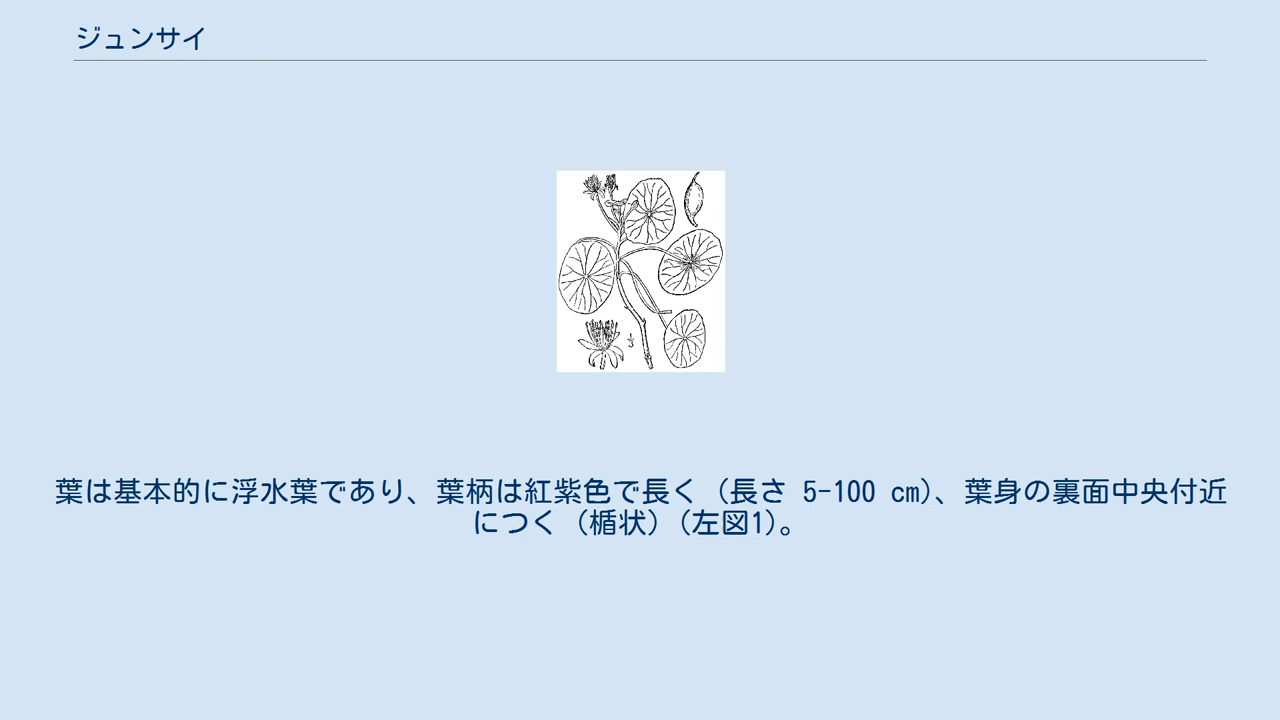 ジュンサイ
葉は基本的に浮水葉であり、葉柄は紅紫色で長く (長さ 5-100 cm)、葉身の裏面中央付近
につく (楯状) (左図1)。